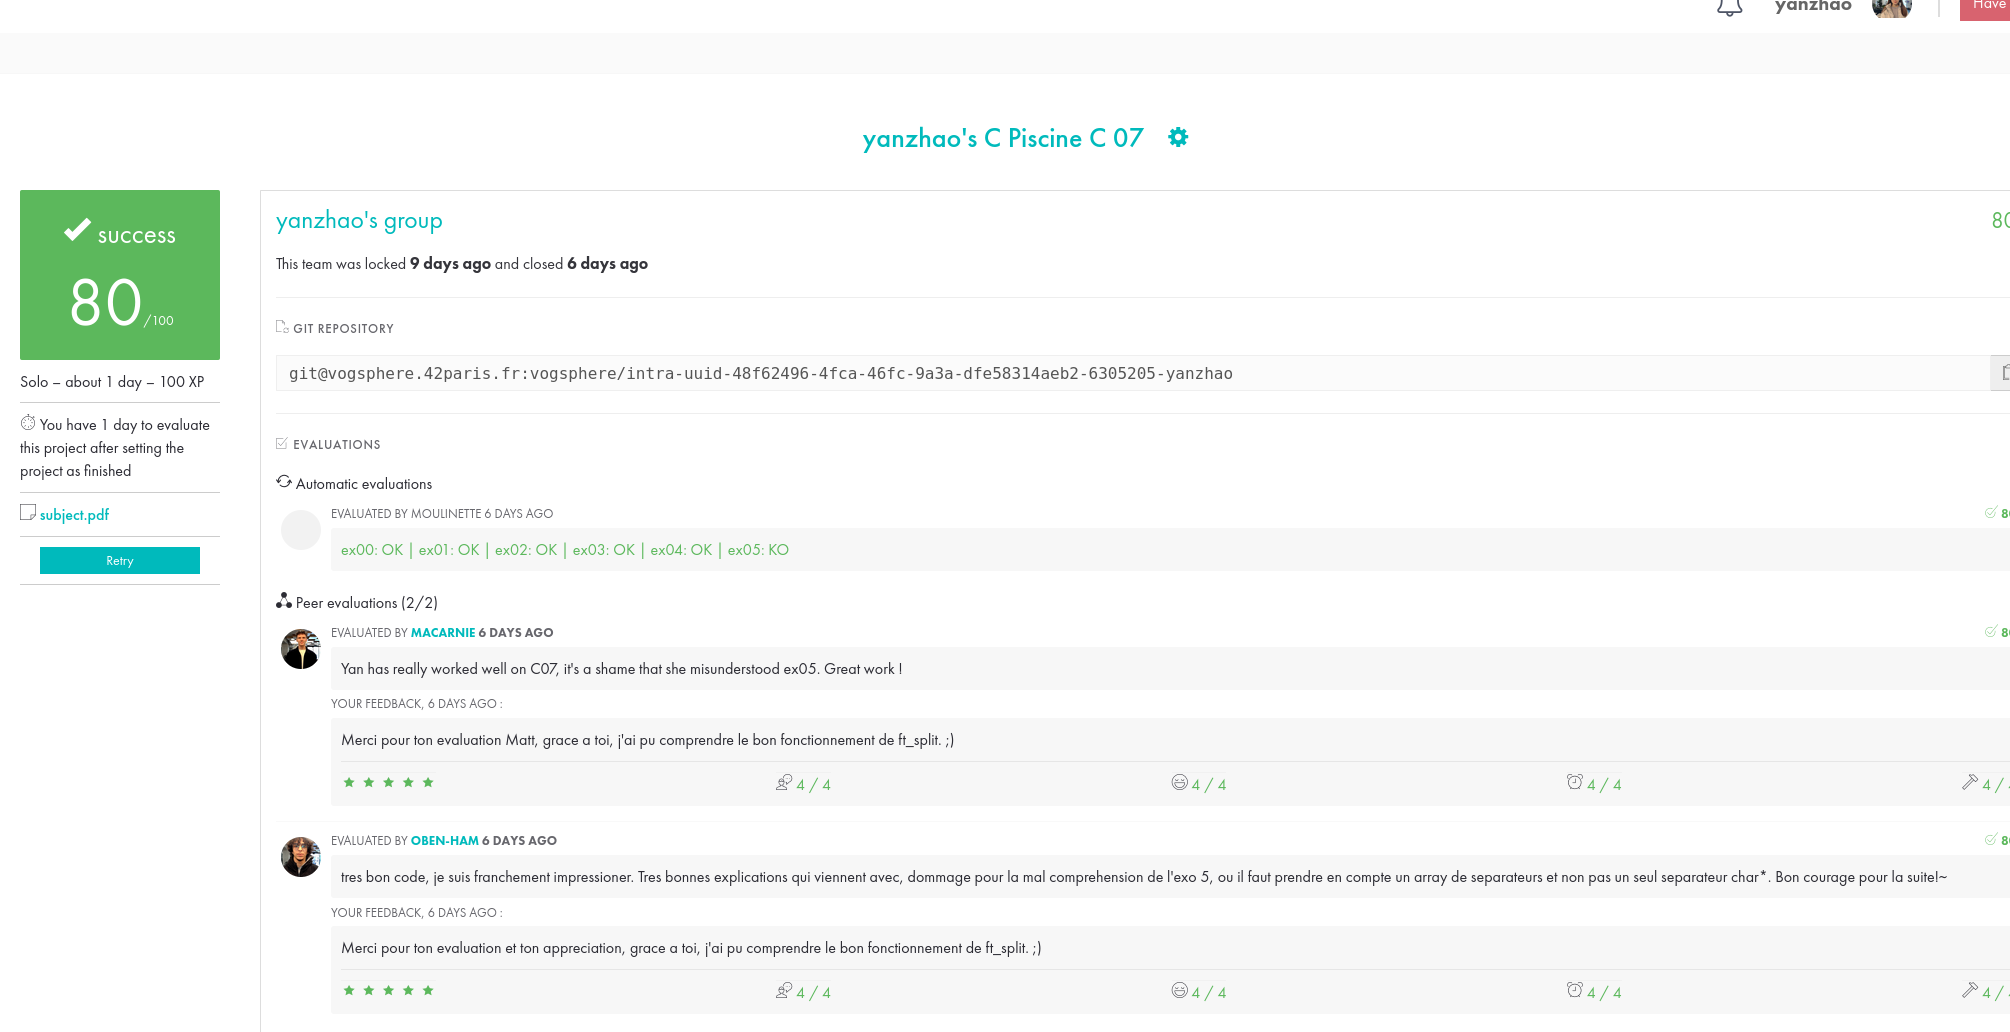 yanzhao
Have
yanzhao's C Piscine C 07
success
80/100
Solo – about 1 day – 100 XP
You have 1 day to evaluate
this project after setting the
project as finished
subject.pdf
Retry
yanzhao's group
80
This team was locked 9 days ago and closed 6 days ago
GIT REPOSITORY
git@vogsphere.42paris.fr:vogsphere/intra-uuid-48f62496-4fca-46fc-9a3a-dfe58314aeb2-6305205-yanzhao
EVALUATIONS
Automatic evaluations
EVALUATED BY MOULINETTE 6 DAYS AGO
ex00: OK | ex01: OK | ex02: OK | ex03: OK | ex04: OK | ex05: KO
Peer evaluations (2/2)
EVALUATED BY MACARNIE 6 DAYS AGO
Yan has really worked well on C07, it's a shame that she misunderstood ex05. Great work !
YOUR FEEDBACK, 6 DAYS AGO :
Merci pour ton evaluation Matt, grace a toi, j'ai pu comprendre le bon fonctionnement de ft_split. ;)
4 / 4 4 / 4 4 / 4 4 /
EVALUATED BY OBEN-HAM 6 DAYS AGO
tres bon code, je suis franchement impressioner. Tres bonnes explications qui viennent avec, dommage pour la mal comprehension de l'exo 5, ou il faut prendre en compte un array de separateurs et non pas un seul separateur char*. Bon courage pour la suite!~
YOUR FEEDBACK, 6 DAYS AGO :
Merci pour ton evaluation et ton appreciation, grace a toi, j'ai pu comprendre le bon fonctionnement de ft_split. ;)
4 / 4 4 / 4 4 / 4 4 /